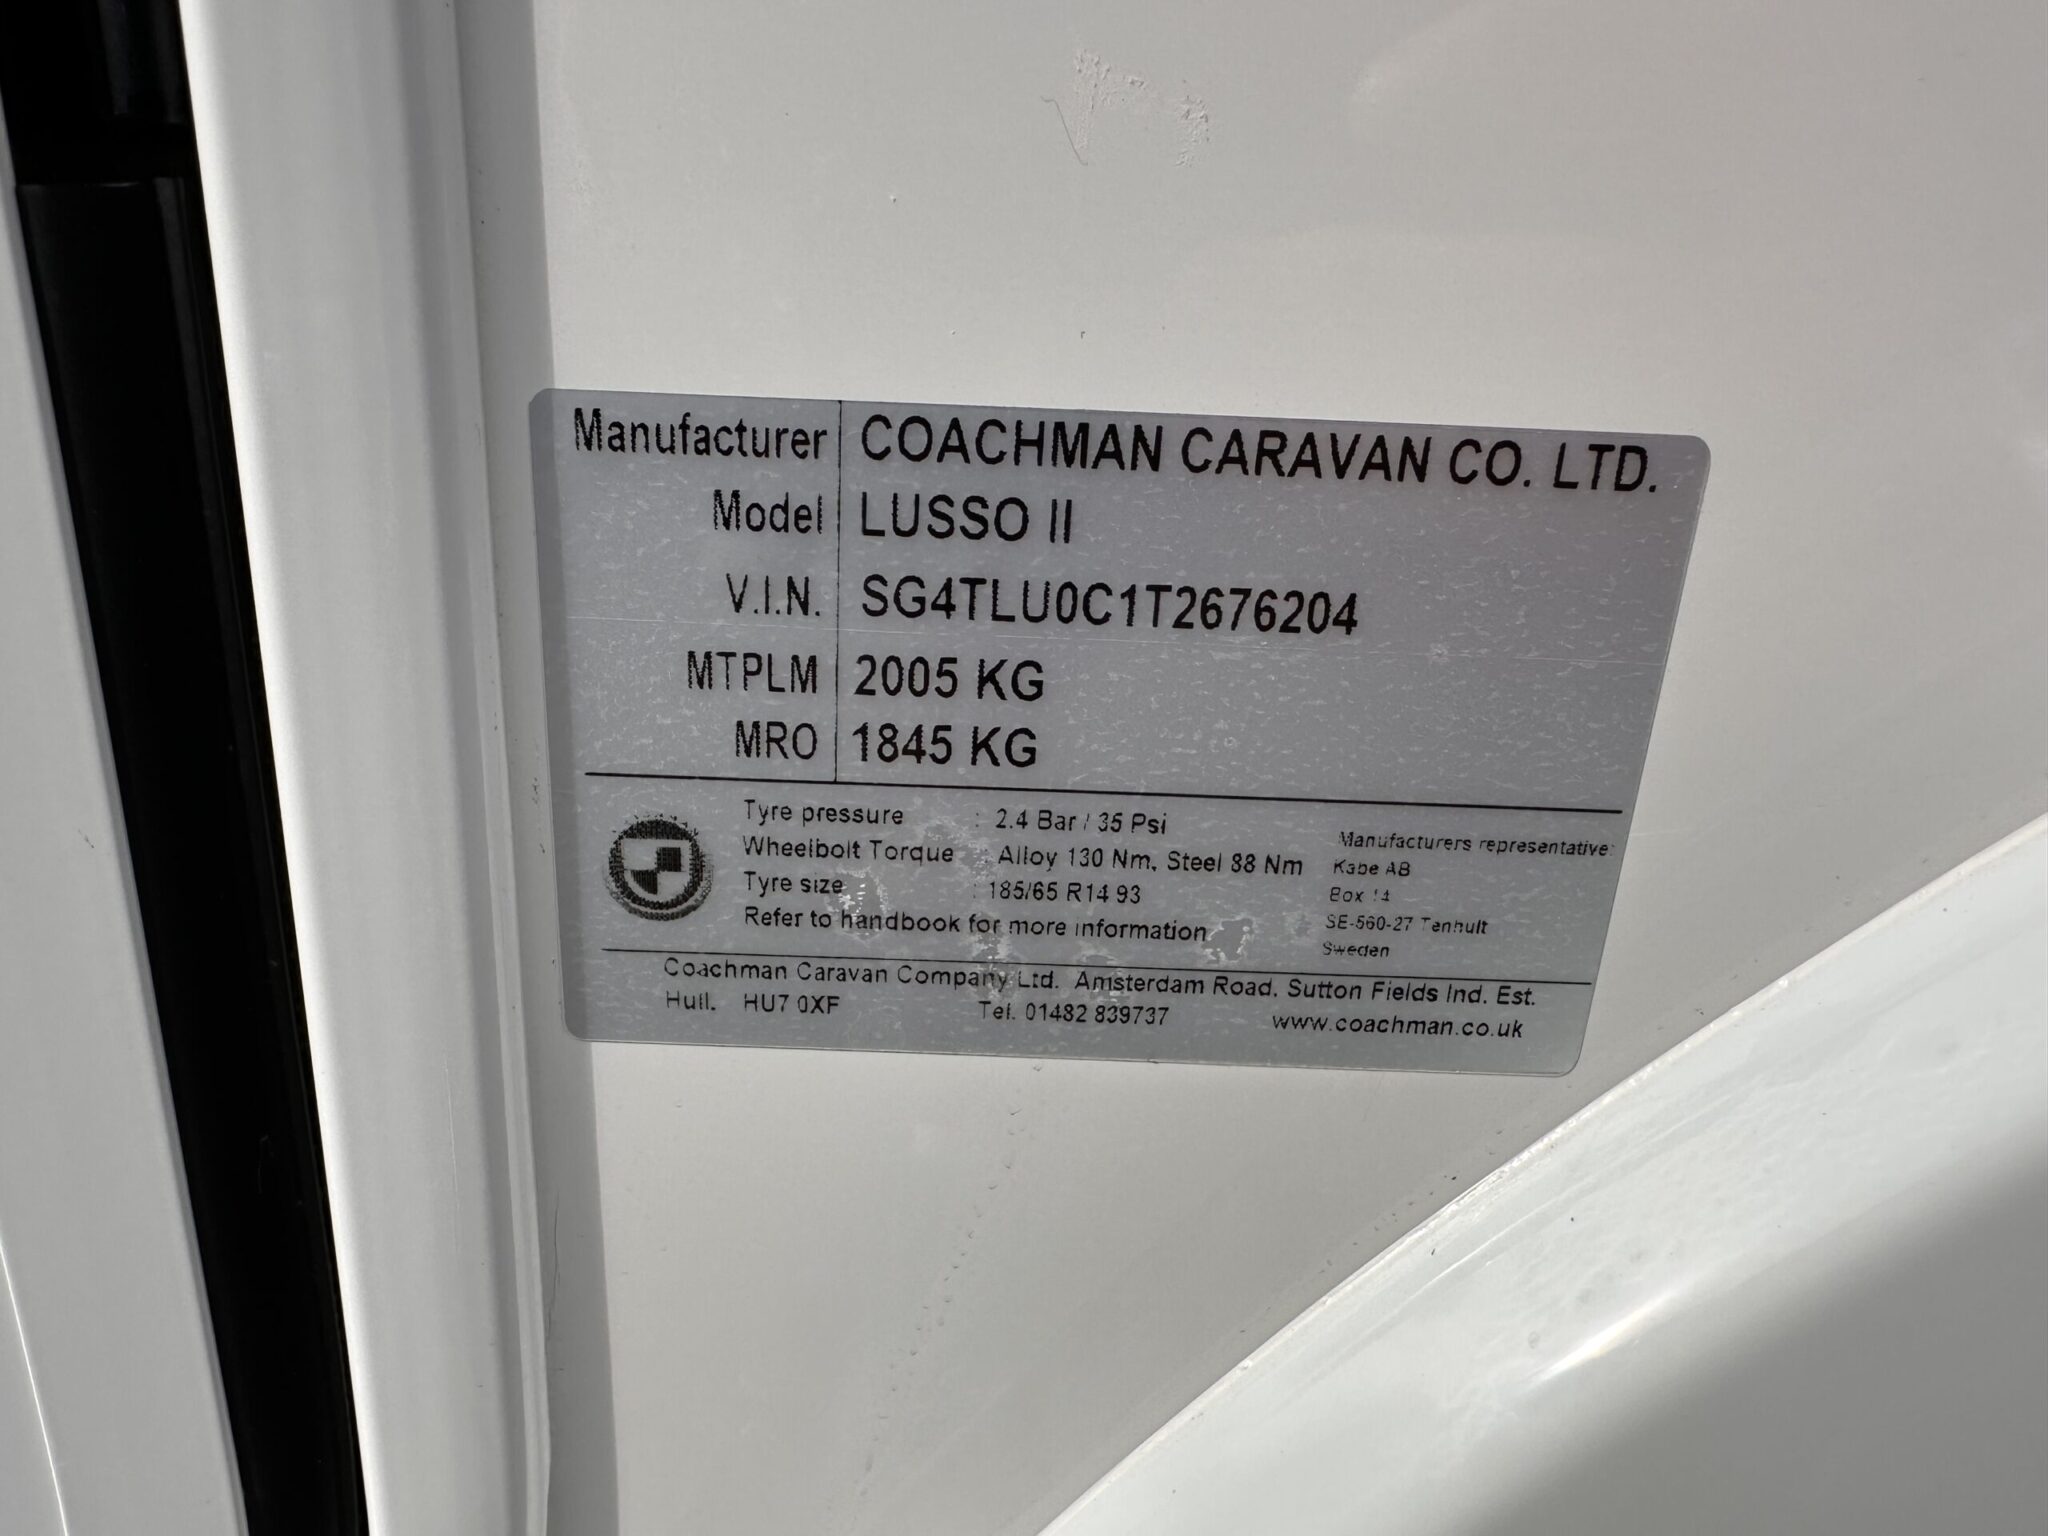 Manufacturer COACHMAN CARAVAN CO. LTD.
Model LUSSO II
V.I.N. SG4TLU0C1T2676204
MTPLM 2005 KG
MRO 1845 KG
Tyre pressure : 2.4 Bar / 35 Psi
Wheelbolt Torque : Alloy 130 Nm, Steel 88 Nm
Tyre size : 185/65 R14 93
Refer to handbook for more information
Manufacturers representative:
Kabe AB
Box 14
SE-560-27 Tenhult
Sweden
Coachman Caravan Company Ltd. Amsterdam Road, Sutton Fields Ind. Est.
Hull. HU7 0XF Tel. 01482 839737 www.coachman.co.uk